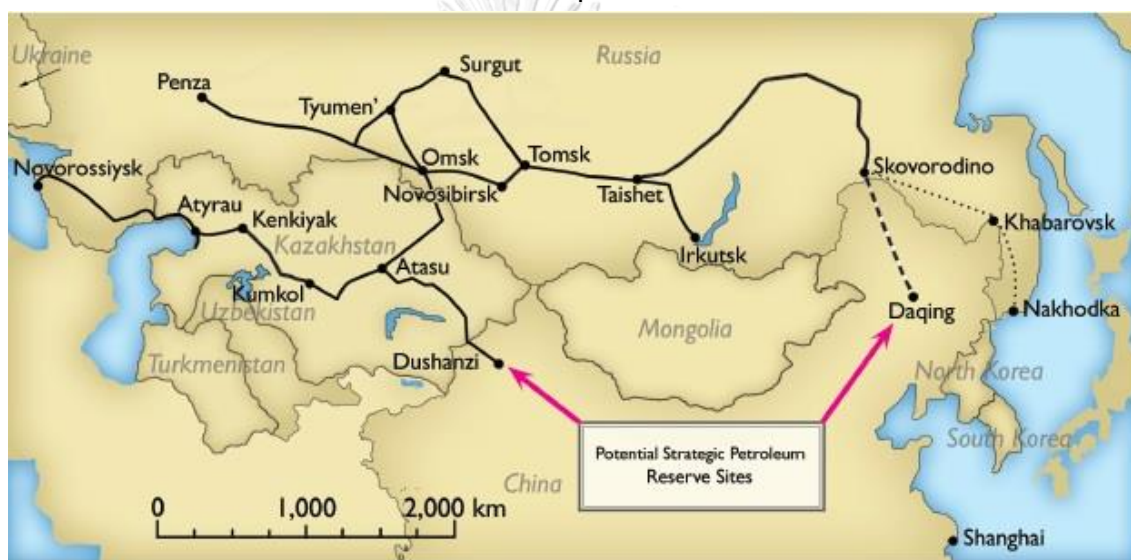 Ukraine
Russia
Surgut
Penza
Tyumen'
Omsk
Tomsk
Novorossiysk
Novosibirsk
Taishet
Skovorodino
Atyrau
Kenkiyak
Khabarovsk
Kazakhstan
Irkutsk
Atasu
Kumkol
Uzbekistan
Daqing
Nakhodka
Mongolia
Turkmenistan
Dushanzi
North Korea
South Korea
Potential Strategic Petroleum
Reserve Sites
China
0 1,000 2,000 km
Shanghai